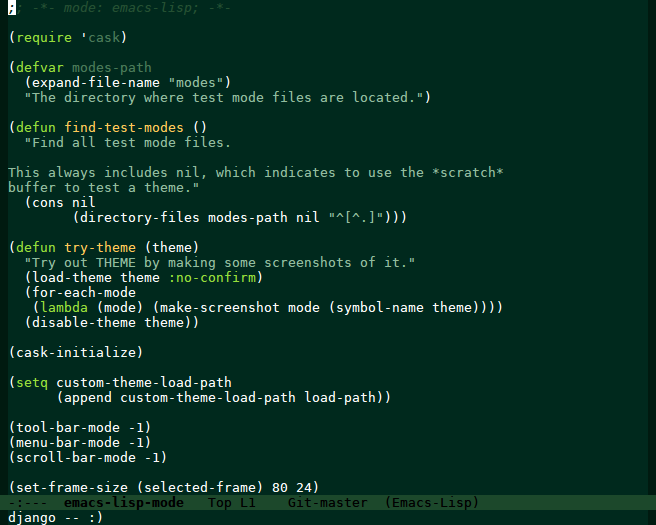 ;; -*- mode: emacs-lisp; -*-

(require 'cask)

(defvar modes-path
  (expand-file-name "modes")
  "The directory where test mode files are located.")

(defun find-test-modes ()
  "Find all test mode files.

This always includes nil, which indicates to use the *scratch*
buffer to test a theme."
  (cons nil
        (directory-files modes-path nil "^[^.]")))

(defun try-theme (theme)
  "Try out THEME by making some screenshots of it."
  (load-theme theme :no-confirm)
  (for-each-mode
   (lambda (mode) (make-screenshot mode (symbol-name theme))))
  (disable-theme theme))

(cask-initialize)

(setq custom-theme-load-path
      (append custom-theme-load-path load-path))

(tool-bar-mode -1)
(menu-bar-mode -1)
(scroll-bar-mode -1)

(set-frame-size (selected-frame) 80 24)
-:---  emacs-lisp-mode   Top L1    Git-master  (Emacs-Lisp)
django -- :)